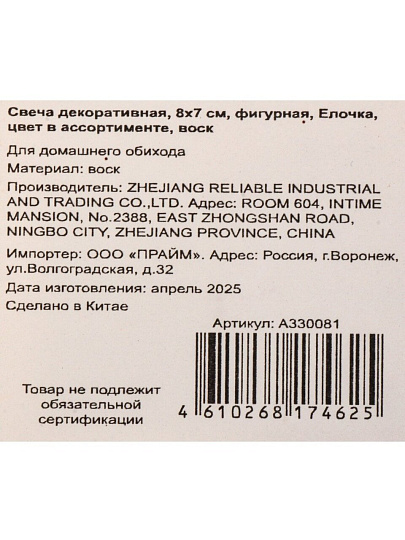 Свеча декоративная, 8х7 см, фигурная, Елочка,
цвет в ассортименте, воск
Для домашнего обихода
Материал: воск
Производитель: ZHEJIANG RELIABLE INDUSTRIAL
AND TRADING CO.,LTD. Адрес: ROOM 604, INTIME
MANSION, No.2388, EAST ZHONGSHAN ROAD,
NINGBO CITY, ZHEJIANG PROVINCE, CHINA
Импортер: ООО «ПРАЙМ». Адрес: Россия, г.Воронеж,
ул.Волгоградская, д.32
Дата изготовления: апрель 2025
Сделано в Китае
Артикул: А330081
Товар не подлежит
обязательной
сертификации
4 610268 174625